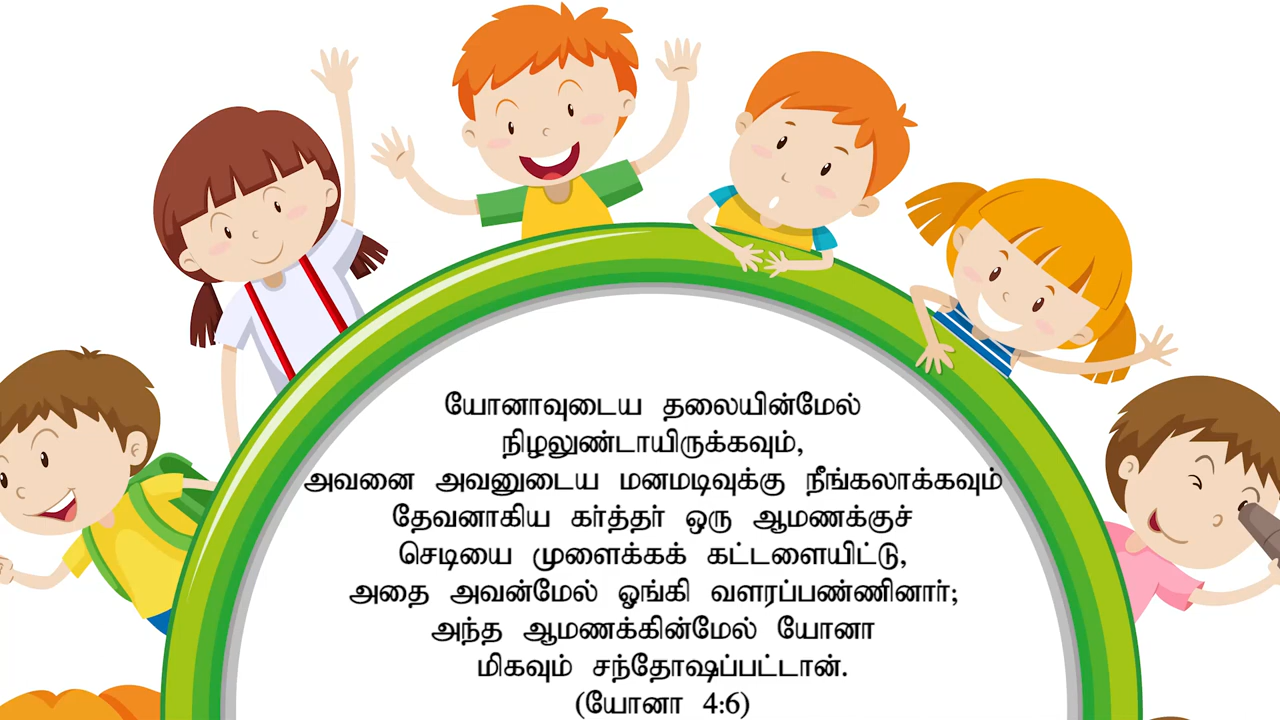 யோனாவுடைய தலையின்மேல்
நிழலுண்டாயிருக்கவும்,
அவனை அவனுடைய மனமடிவுக்கு நீங்கலாக்கவும்
தேவனாகிய கர்த்தர் ஒரு ஆமணக்குச்
செடியை முளைக்கக் கட்டளையிட்டு,
அதை அவன்மேல் ஓங்கி வளரப்பண்ணினார்;
அந்த ஆமணக்கின்மேல் யோனா
மிகவும் சந்தோஷப்பட்டான்.
(யோனா 4:6)